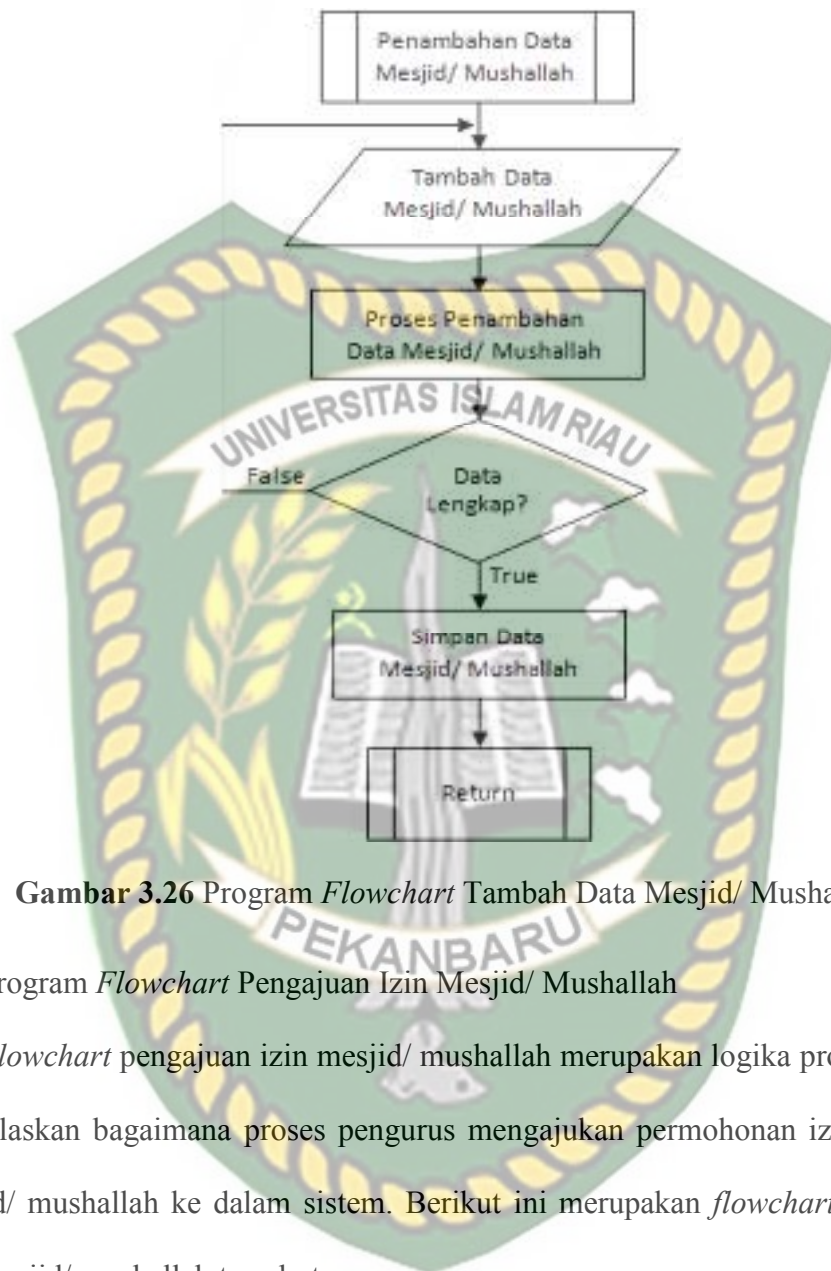 Penambahan Data
Mesjid/ Mushallah
Tambah Data
Mesjid/ Mushallah
Proses Penambahan
Data Mesjid/ Mushallah
UNIVERSITAS ISLAM RIAU
False
Data
Lengkap?
True
Simpan Data
Mesjid/ Mushallah
Return
Gambar 3.26 Program Flowchart Tambah Data Mesjid/ Musha
PEKANBARU
rogram Flowchart Pengajuan Izin Mesjid/ Mushallah
lowchart pengajuan izin mesjid/ mushallah merupakan logika pro
laskan bagaimana proses pengurus mengajukan permohonan iz
d/ mushallah ke dalam sistem. Berikut ini merupakan flowchart